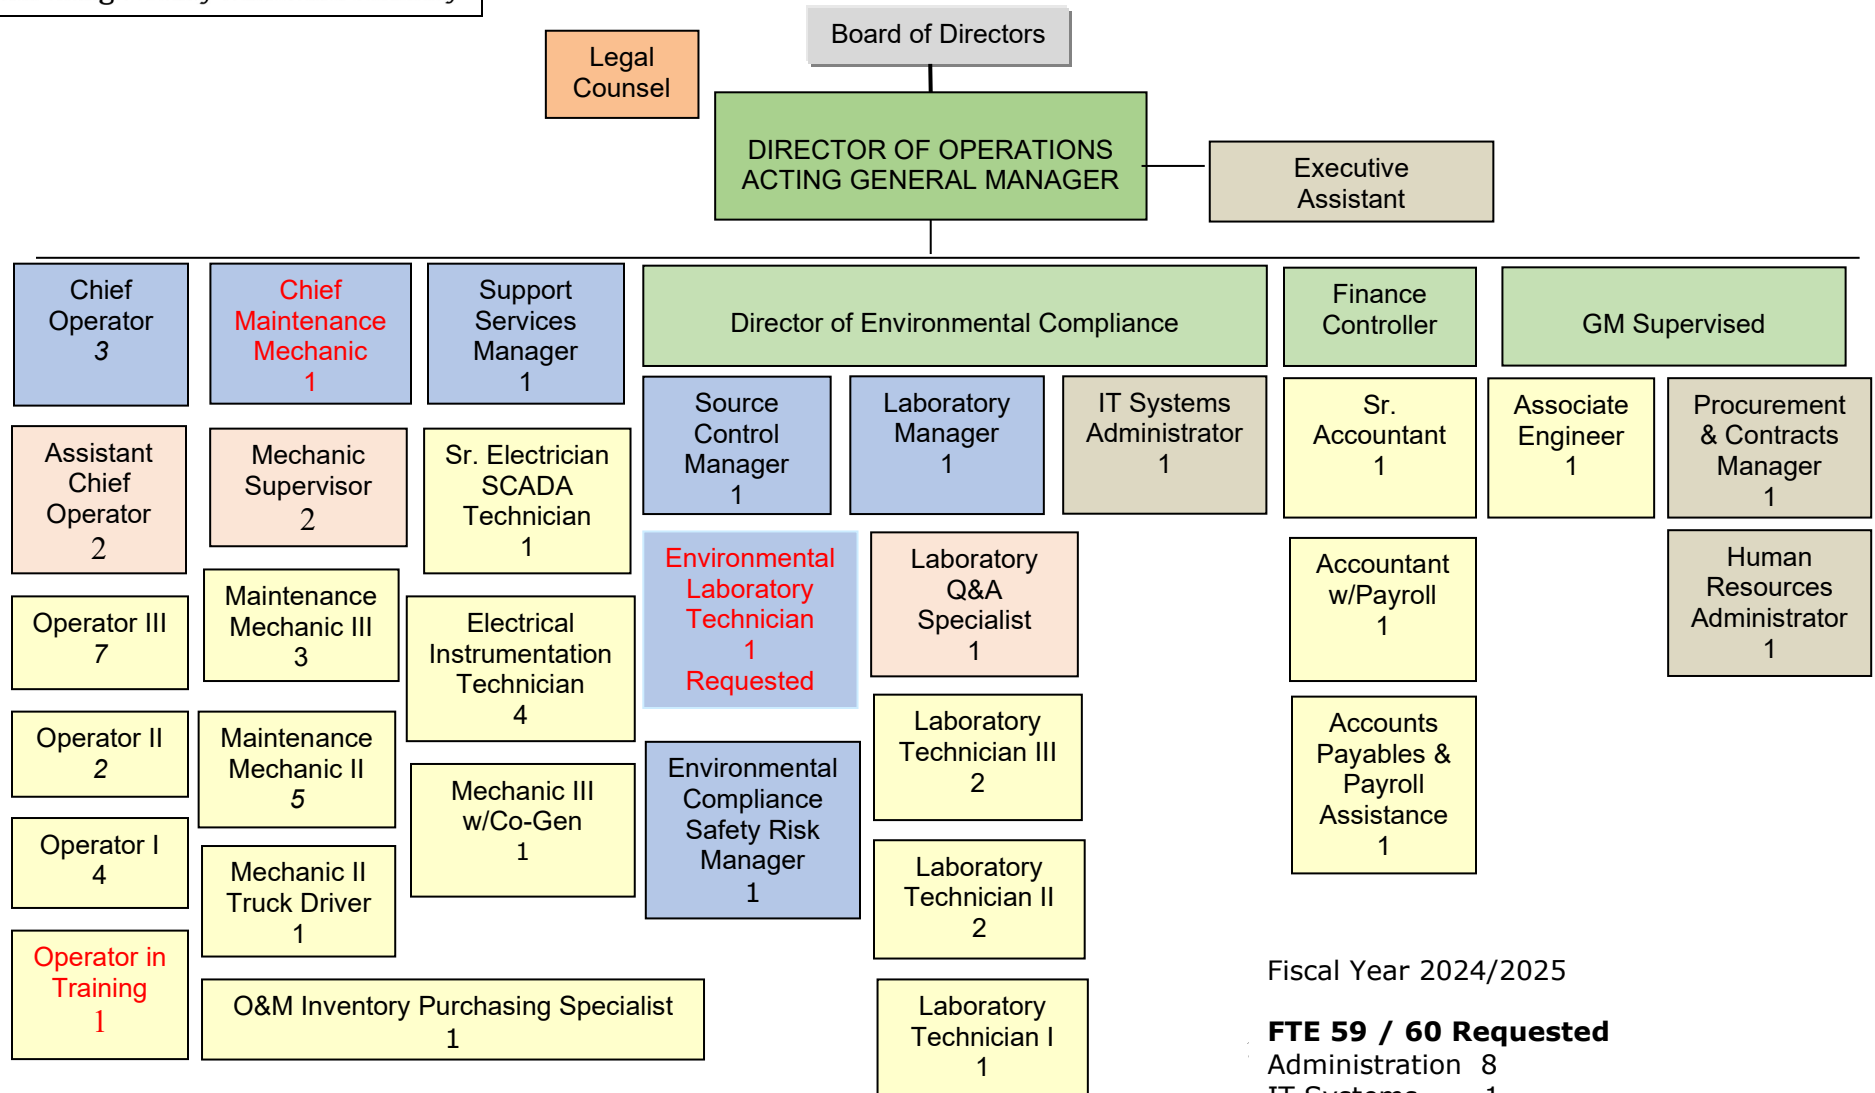 Board of Directors
Legal
Counsel
DIRECTOR OF OPERATIONS
ACTING GENERAL MANAGER
Executive
Assistant
Chief
Operator
3
Chief
Maintenance
Mechanic
1
Support
Services
Manager
1
Director of Environmental Compliance
Finance
Controller
GM Supervised
Source
Control
Manager
1
Laboratory
Manager
1
IT Systems
Administrator
1
Sr.
Accountant
1
Associate
Engineer
1
Procurement
& Contracts
Manager
1
Assistant
Chief
Operator
2
Mechanic
Supervisor
2
Sr. Electrician
SCADA
Technician
1
Environmental
Laboratory
Technician
1
Requested
Laboratory
Q&A
Specialist
1
Accountant
w/Payroll
1
Human
Resources
Administrator
1
Operator III
7
Maintenance
Mechanic III
3
Electrical
Instrumentation
Technician
4
Laboratory
Technician III
2
Accounts
Payables &
Payroll
Assistance
1
Operator II
2
Maintenance
Mechanic II
5
Mechanic III
w/Co-Gen
1
Environmental
Compliance
Safety Risk
Manager
1
Operator I
4
Mechanic II
Truck Driver
1
Laboratory
Technician II
2
Operator in
Training
1
O&M Inventory Purchasing Specialist
1
Laboratory
Technician I
1
Fiscal Year 2024/2025
FTE 59 / 60 Requested
Administration 8
IT Systems 1